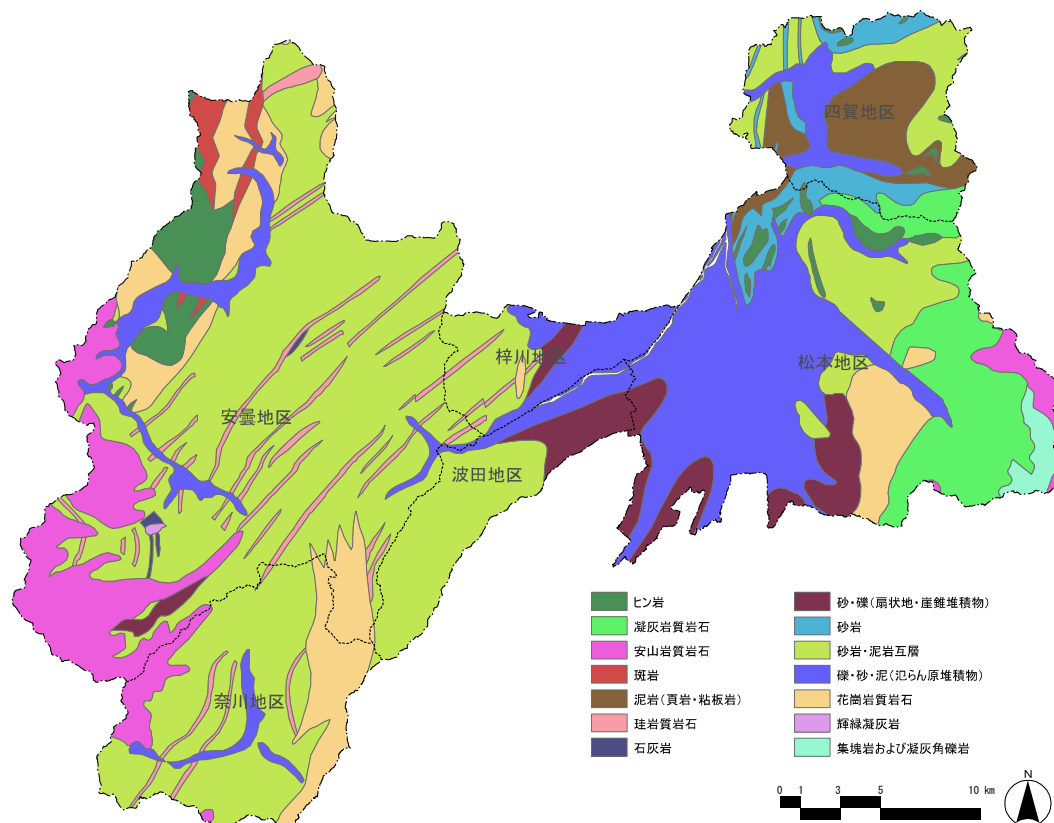 四賀地区
梓川地区
松本地区
安曇地区
波田地区
奈川地区
ヒン岩
凝灰岩質岩石
安山岩質岩石
斑岩
泥岩(頁岩・粘板岩)
珪岩質岩石
石灰岩
砂・礫(扇状地・崖錐堆積物)
砂岩
砂岩・泥岩互層
礫・砂・泥(氾らん原堆積物)
花崗岩質岩石
輝緑凝灰岩
集塊岩および凝灰角礫岩
0 1 3 5 10 km
N